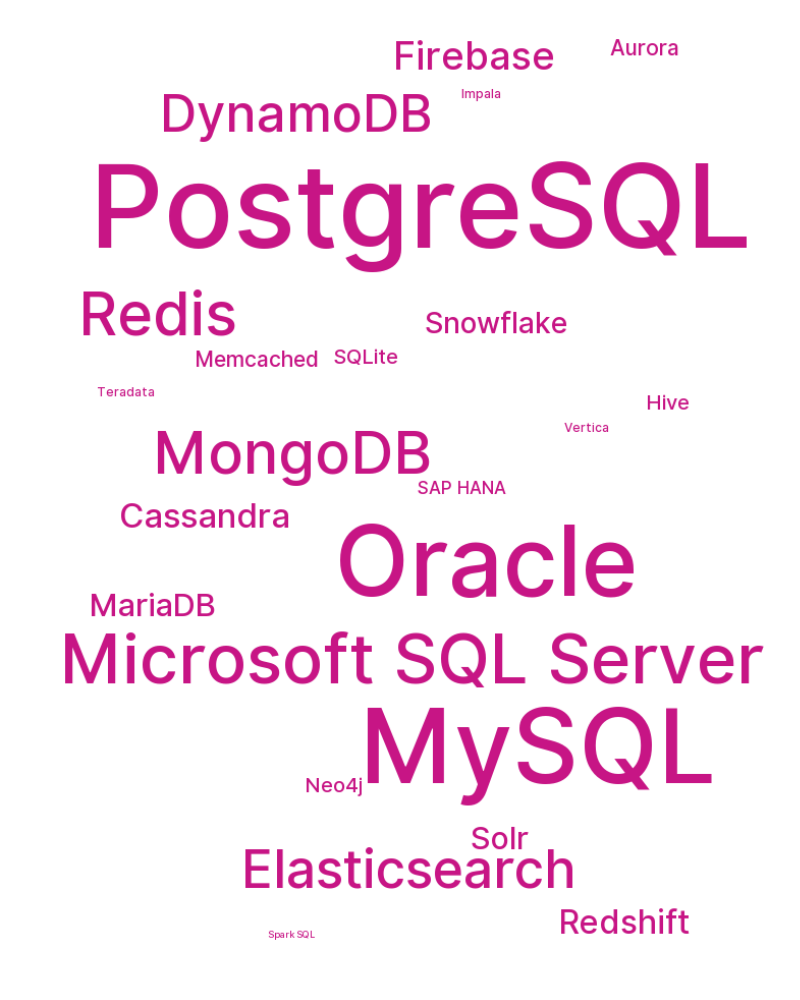 Firebase
Aurora
Impala
DynamoDB
PostgreSQL
Redis
Snowflake
Memcached
SQLite
Teradata
Hive
Vertica
MongoDB
SAP HANA
Cassandra
Oracle
MariaDB
Microsoft SQL Server
MySQL
Neo4j
Solr
Elasticsearch
Redshift
Spark SQL